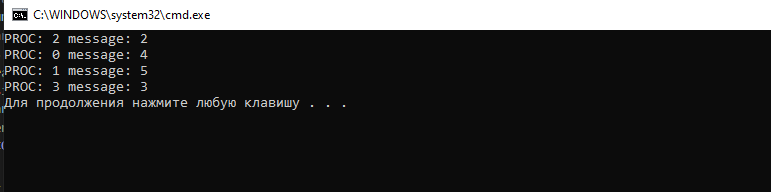 C:\WINDOWS\system32\cmd.exe
PROC: 2 message: 2
PROC: 0 message: 4
PROC: 1 message: 5
PROC: 3 message: 3
Для продолжения нажмите любую клавишу . . .